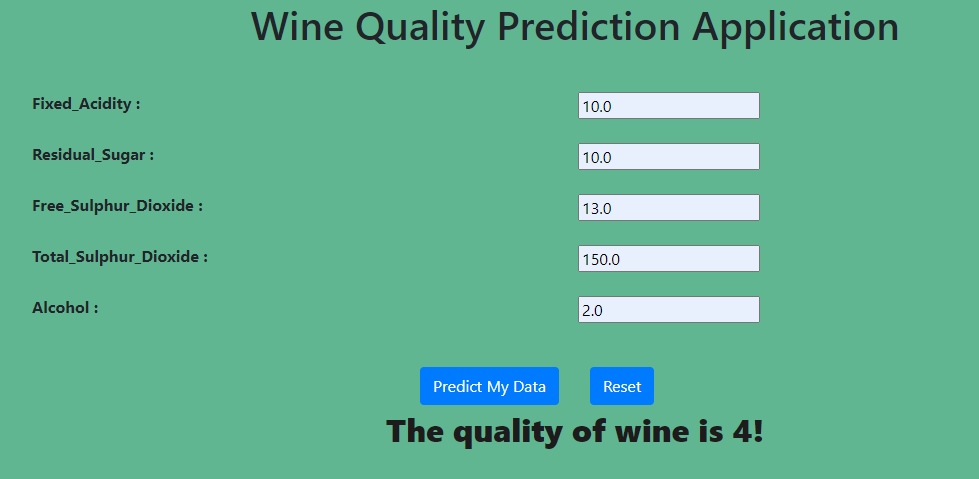 Wine Quality Prediction Application
Fixed_Acidity : 10.0
Residual_Sugar : 10.0
Free_Sulphur_Dioxide : 13.0
Total_Sulphur_Dioxide : 150.0
Alcohol : 2.0
Predict My Data Reset
The quality of wine is 4!